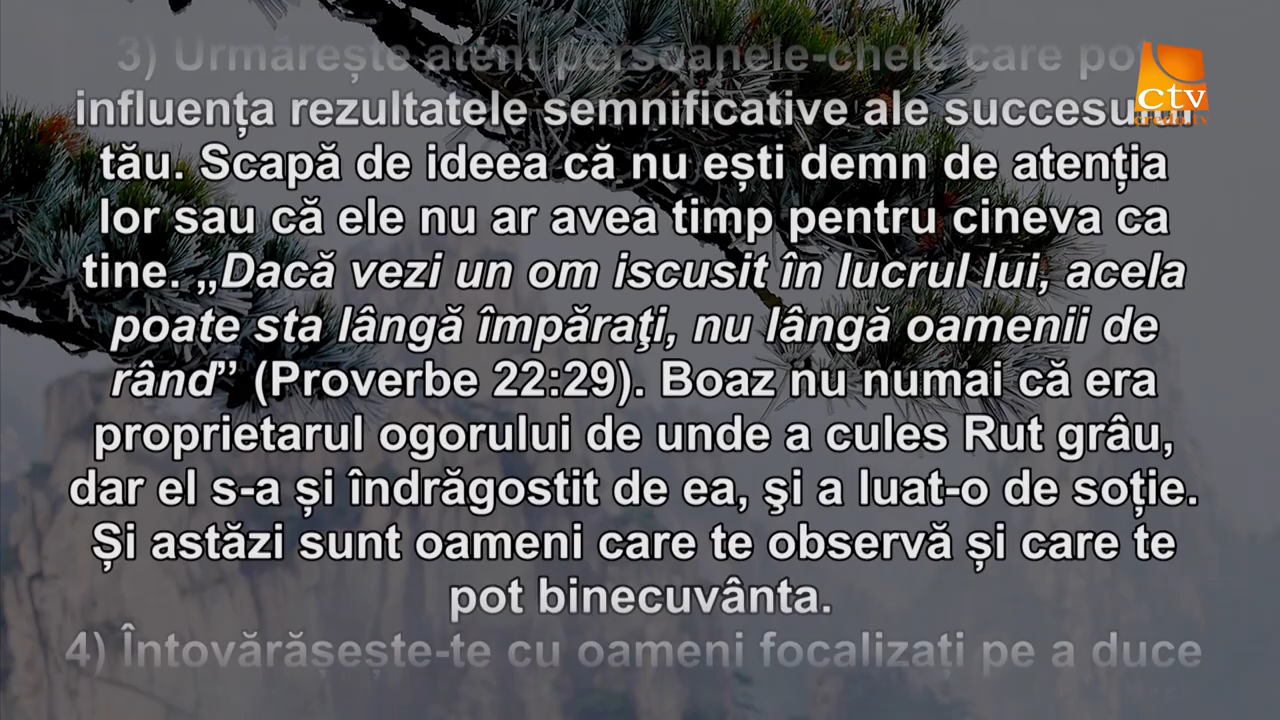 3) Urmărește atent persoanele-cheie care pot
influența rezultatele semnificative ale succesului
tău. Scapă de ideea că nu ești demn de atenția
lor sau că ele nu ar avea timp pentru cineva ca
tine. „Dacă vezi un om iscusit în lucrul lui, acela
poate sta lângă împăraţi, nu lângă oamenii de
rând” (Proverbe 22:29). Boaz nu numai că era
proprietarul ogorului de unde a cules Rut grâu,
dar el s-a și îndrăgostit de ea, şi a luat-o de soție.
Și astăzi sunt oameni care te observă și care te
pot binecuvânta.
4) Întovărășește-te cu oameni focalizați pe a duce
ctv
credo.tv